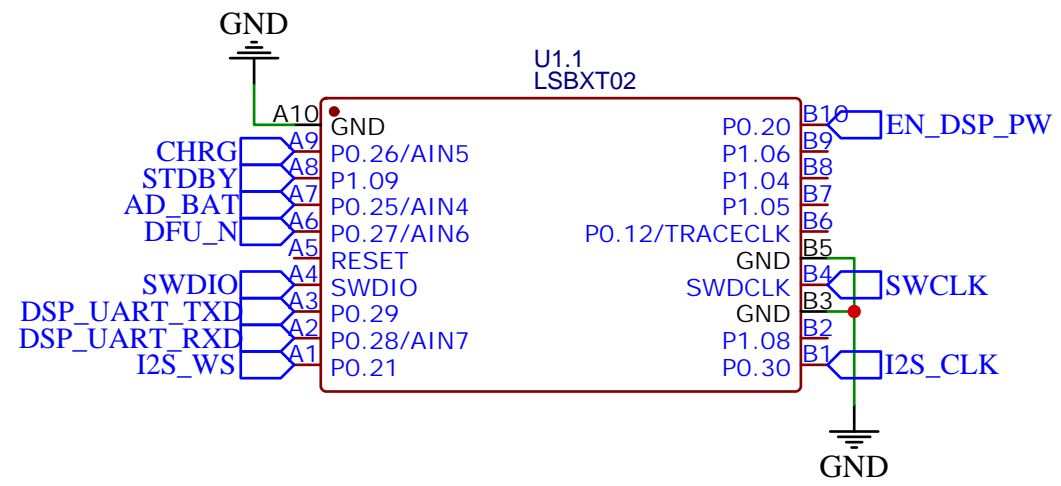 GND
U1.1
LSBXT02
A10 GND P0.20 B10 EN_DSP_PW
CHRG A9 P0.26/AIN5 P1.06 B9
STDBY A8 P1.09 P1.04 B8
AD_BAT A7 P0.25/AIN4 P1.05 B7
DFU_N A6 P0.27/AIN6 P0.12/TRACECLK B6
A5 RESET GND B5
SWDIO A4 SWDIO SWDCLK B4 SWCLK
DSP_UART_TXD A3 P0.29 GND B3
DSP_UART_RXD A2 P0.28/AIN7 P1.08 B2
I2S_WS A1 P0.21 P0.30 B1 I2S_CLK
GND